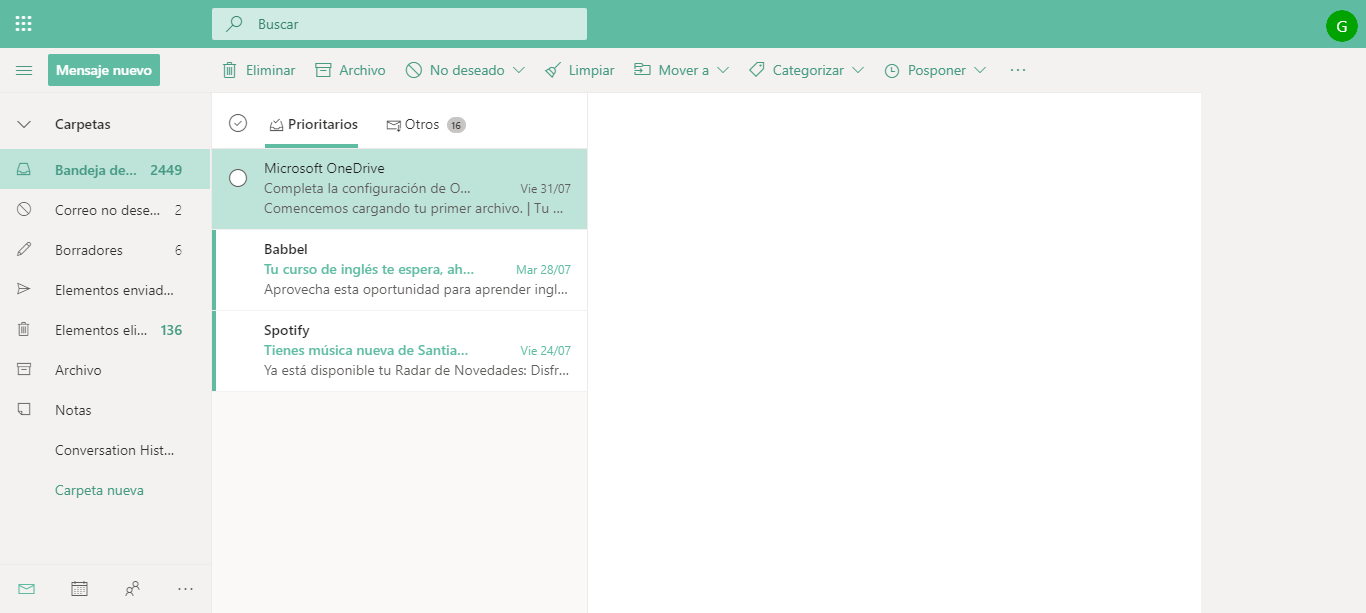 Buscar
G
Mensaje nuevo
Eliminar
Archivo
No deseado
Limpiar
Mover a
Categorizar
Posponer
···
Carpetas
Bandeja de... 2449
Correo no dese... 2
Borradores 6
Elementos enviad...
Elementos eli... 136
Archivo
Notas
Conversation Hist...
Carpeta nueva
Prioritarios
Otros 16
Microsoft OneDrive
Completa la configuración de O... Vie 31/07
Comencemos cargando tu primer archivo. | Tu ...
Babbel
Tu curso de inglés te espera, ah... Mar 28/07
Aprovecha esta oportunidad para aprender ingl...
Spotify
Tienes música nueva de Santia... Vie 24/07
Ya está disponible tu Radar de Novedades: Disfr...
···